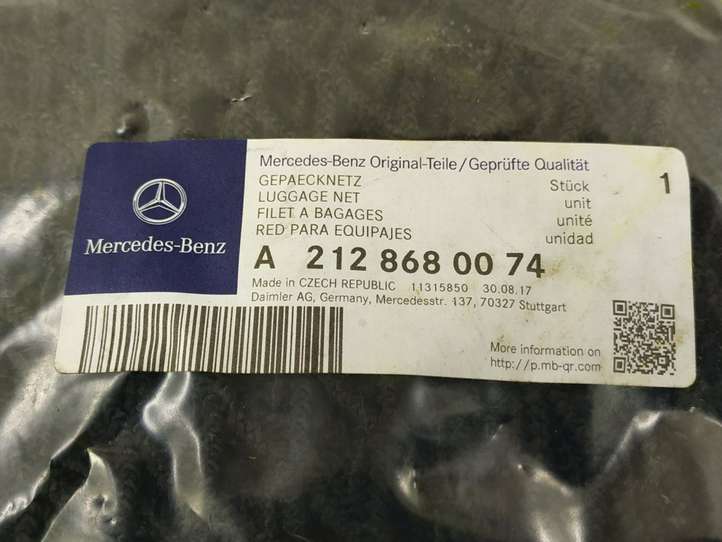 Mercedes-Benz
Mercedes-Benz Original-Teile/Geprüfte Qualität
GEPAECKNETZ Stück 1
LUGGAGE NET unit
FILET A BAGAGES unité
RED PARA EQUIPAJES unidad
A 212 868 00 74
Made in CZECH REPUBLIC 11315850 30.08.17
Daimler AG, Germany, Mercedesstr. 137, 70327 Stuttgart
More information on
http://p.mb-qr.com